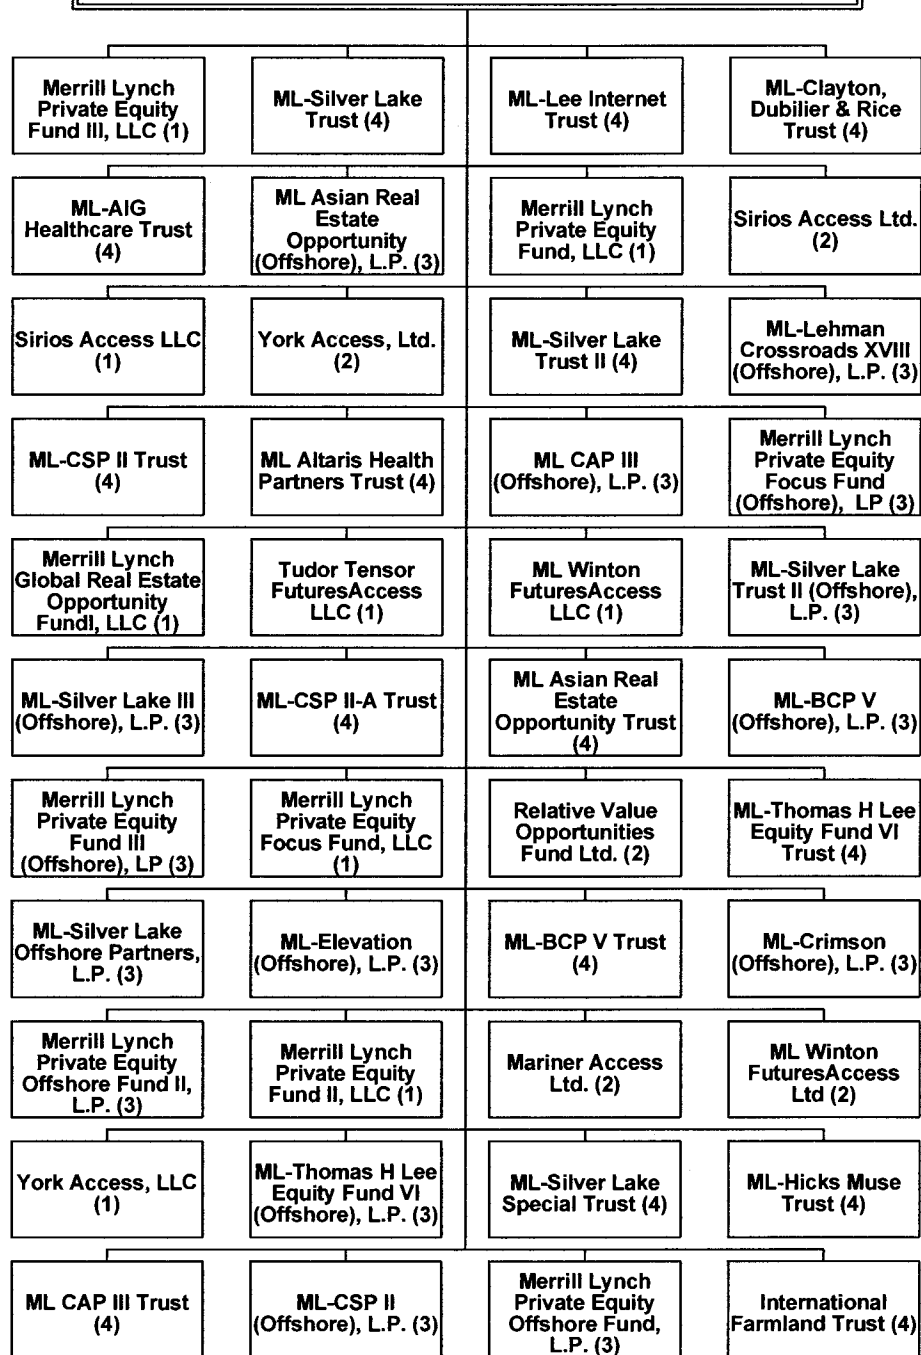 Merrill Lynch
Private Equity
Fund III, LLC (1)
ML-Silver Lake
Trust (4)
ML-Lee Internet
Trust (4)
ML-Clayton,
Dubilier & Rice
Trust (4)
ML-AIG
Healthcare Trust
(4)
ML Asian Real
Estate
Opportunity
(Offshore), L.P. (3)
Merrill Lynch
Private Equity
Fund, LLC (1)
Sirios Access Ltd.
(2)
Sirios Access LLC
(1)
York Access, Ltd.
(2)
ML-Silver Lake
Trust II (4)
ML-Lehman
Crossroads XVIII
(Offshore), L.P. (3)
ML-CSP II Trust
(4)
ML Altaris Health
Partners Trust (4)
ML CAP III
(Offshore), L.P. (3)
Merrill Lynch
Private Equity
Focus Fund
(Offshore), LP (3)
Merrill Lynch
Global Real Estate
Opportunity
FundI, LLC (1)
Tudor Tensor
FuturesAccess
LLC (1)
ML Winton
FuturesAccess
LLC (1)
ML-Silver Lake
Trust II (Offshore),
L.P. (3)
ML-Silver Lake III
(Offshore), L.P. (3)
ML-CSP II-A Trust
(4)
ML Asian Real
Estate
Opportunity Trust
(4)
ML-BCP V
(Offshore), L.P. (3)
Merrill Lynch
Private Equity
Fund III
(Offshore), LP (3)
Merrill Lynch
Private Equity
Focus Fund, LLC
(1)
Relative Value
Opportunities
Fund Ltd. (2)
ML-Thomas H Lee
Equity Fund VI
Trust (4)
ML-Silver Lake
Offshore Partners,
L.P. (3)
ML-Elevation
(Offshore), L.P. (3)
ML-BCP V Trust
(4)
ML-Crimson
(Offshore), L.P. (3)
Merrill Lynch
Private Equity
Offshore Fund II,
L.P. (3)
Merrill Lynch
Private Equity
Fund II, LLC (1)
Mariner Access
Ltd. (2)
ML Winton
FuturesAccess
Ltd (2)
York Access, LLC
(1)
ML-Thomas H Lee
Equity Fund VI
(Offshore), L.P. (3)
ML-Silver Lake
Special Trust (4)
ML-Hicks Muse
Trust (4)
ML CAP III Trust
(4)
ML-CSP II
(Offshore), L.P. (3)
Merrill Lynch
Private Equity
Offshore Fund,
L.P. (3)
International
Farmland Trust (4)